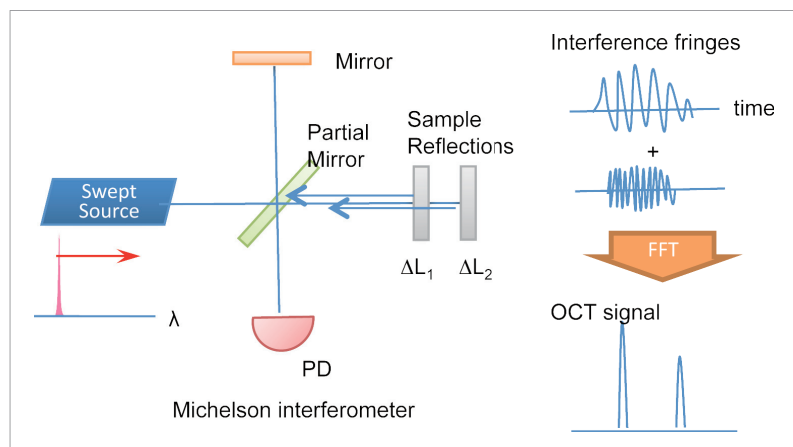 Mirror
Partial
Mirror
Sample
Reflections
Swept
Source
λ
ΔL1
ΔL2
PD
Michelson interferometer
Interference fringes
time
+
FFT
OCT signal